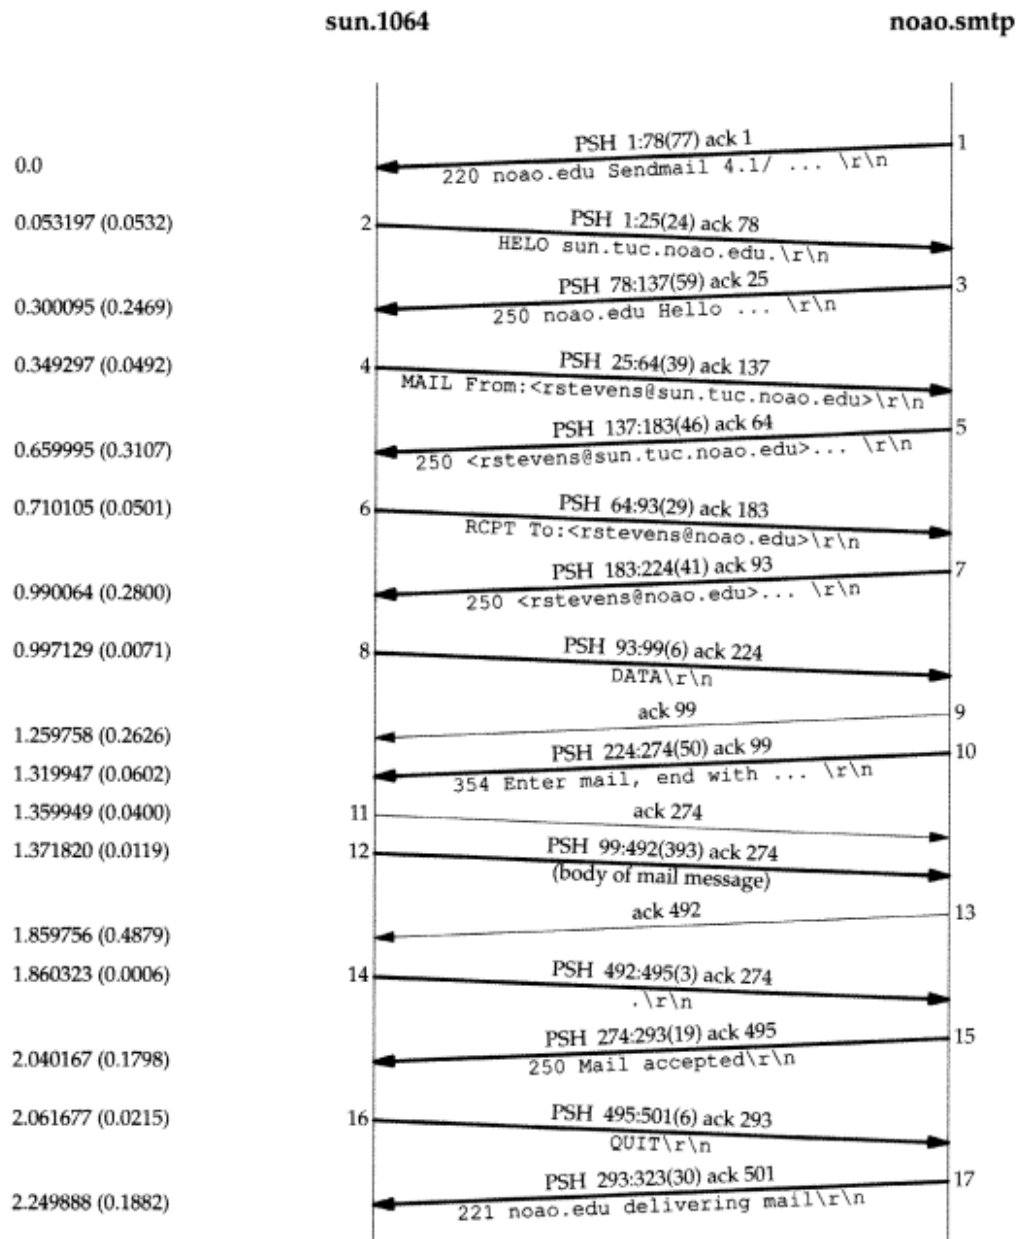 sun.1064 noao.smtp
PSH 1:78(77) ack 1
1
0.0
220 noao.edu Sendmail 4.1/ ... \r\n
0.053197 (0.0532)
2
PSH 1:25(24) ack 78
HELO sun.tuc.noao.edu.\r\n
PSH 78:137(59) ack 25
3
0.300095 (0.2469)
250 noao.edu Hello ... \r\n
0.349297 (0.0492)
4
PSH 25:64(39) ack 137
MAIL From:<rstevens@sun.tuc.noao.edu>\r\n
PSH 137:183(46) ack 64
5
0.659995 (0.3107)
250 <rstevens@sun.tuc.noao.edu>... \r\n
0.710105 (0.0501)
6
PSH 64:93(29) ack 183
RCPT To:<rstevens@noao.edu>\r\n
PSH 183:224(41) ack 93
7
0.990064 (0.2800)
250 <rstevens@noao.edu>... \r\n
0.997129 (0.0071)
8
PSH 93:99(6) ack 224
DATA\r\n
ack 99
9
1.259758 (0.2626)
PSH 224:274(50) ack 99
10
1.319947 (0.0602)
354 Enter mail, end with ... \r\n
1.359949 (0.0400)
11
ack 274
1.371820 (0.0119)
12
PSH 99:492(393) ack 274
(body of mail message)
ack 492
13
1.859756 (0.4879)
1.860323 (0.0006)
14
PSH 492:495(3) ack 274
.\r\n
PSH 274:293(19) ack 495
15
2.040167 (0.1798)
250 Mail accepted\r\n
2.061677 (0.0215)
16
PSH 495:501(6) ack 293
QUIT\r\n
PSH 293:323(30) ack 501
17
2.249888 (0.1882)
221 noao.edu delivering mail\r\n